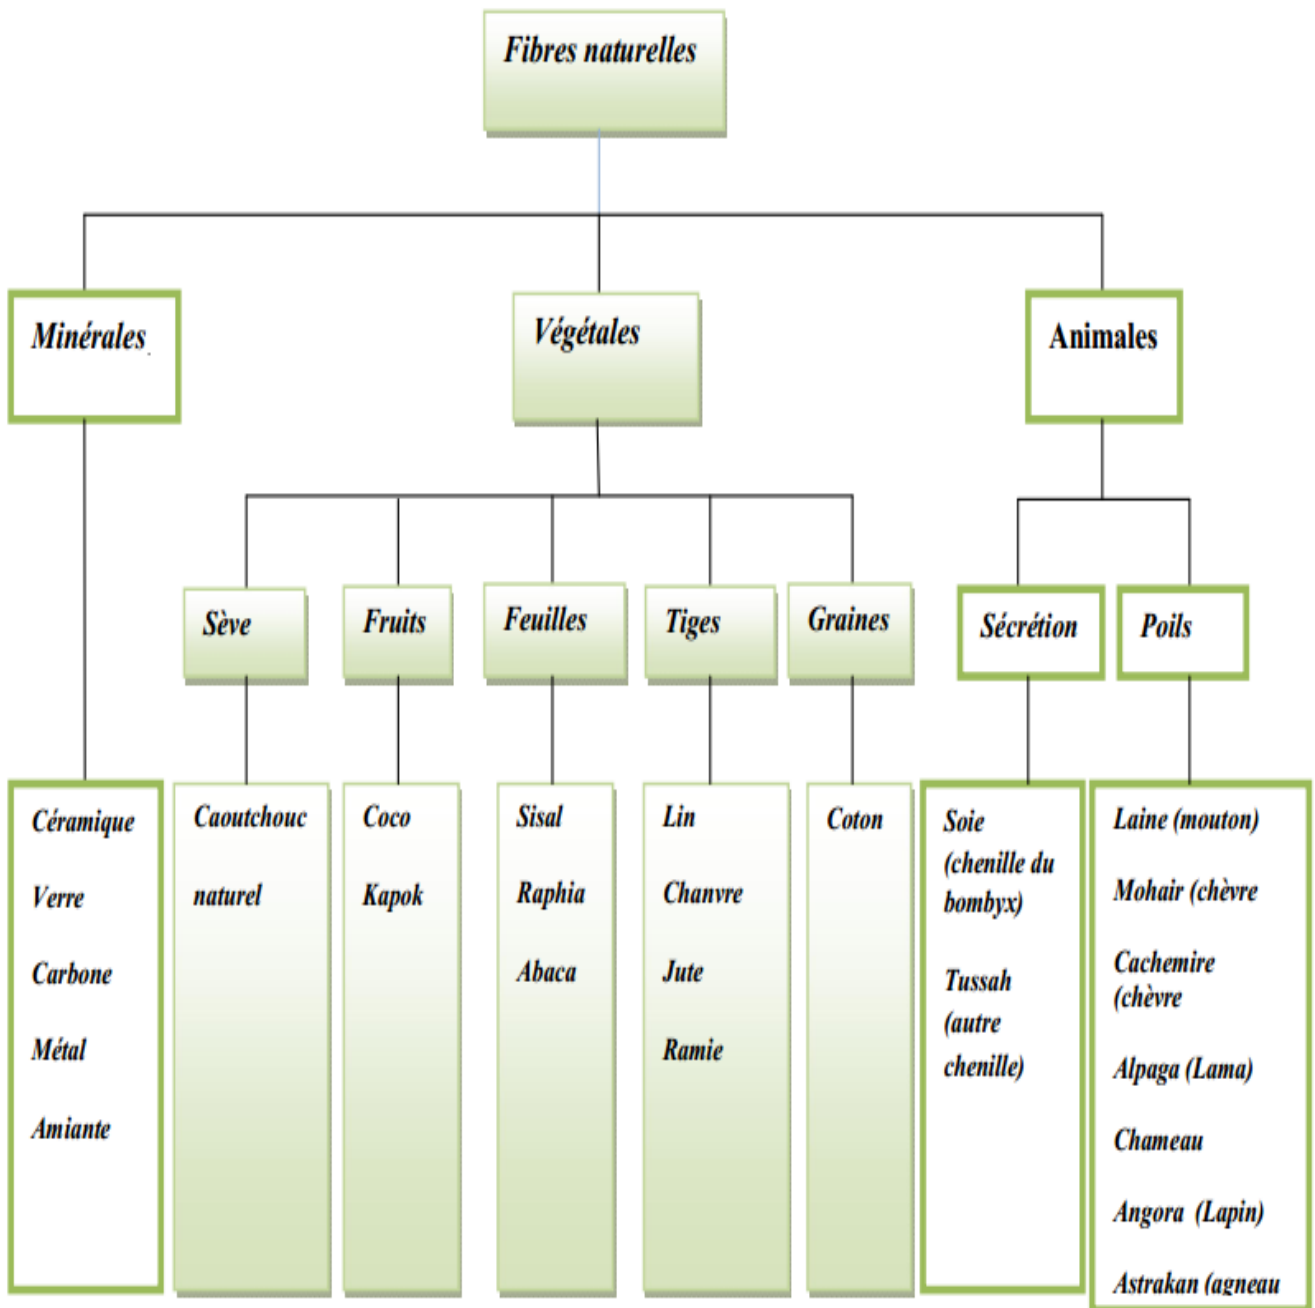 Fibres naturelles
Minérales
Végétales
Animales
Sève
Fruits
Feuilles
Tiges
Graines
Sécrétion
Poils
Céramique
Verre
Carbone
Métal
Amiante
Caoutchouc
naturel
Coco
Kapok
Sisal
Raphia
Abaca
Lin
Chanvre
Jute
Ramie
Coton
Soie
(chenille du
bombyx)
Tussah
(autre
chenille)
Laine (mouton)
Mohair (chèvre
Cachemire
(chèvre
Alpaga (Lama)
Chameau
Angora (Lapin)
Astrakan (agneau